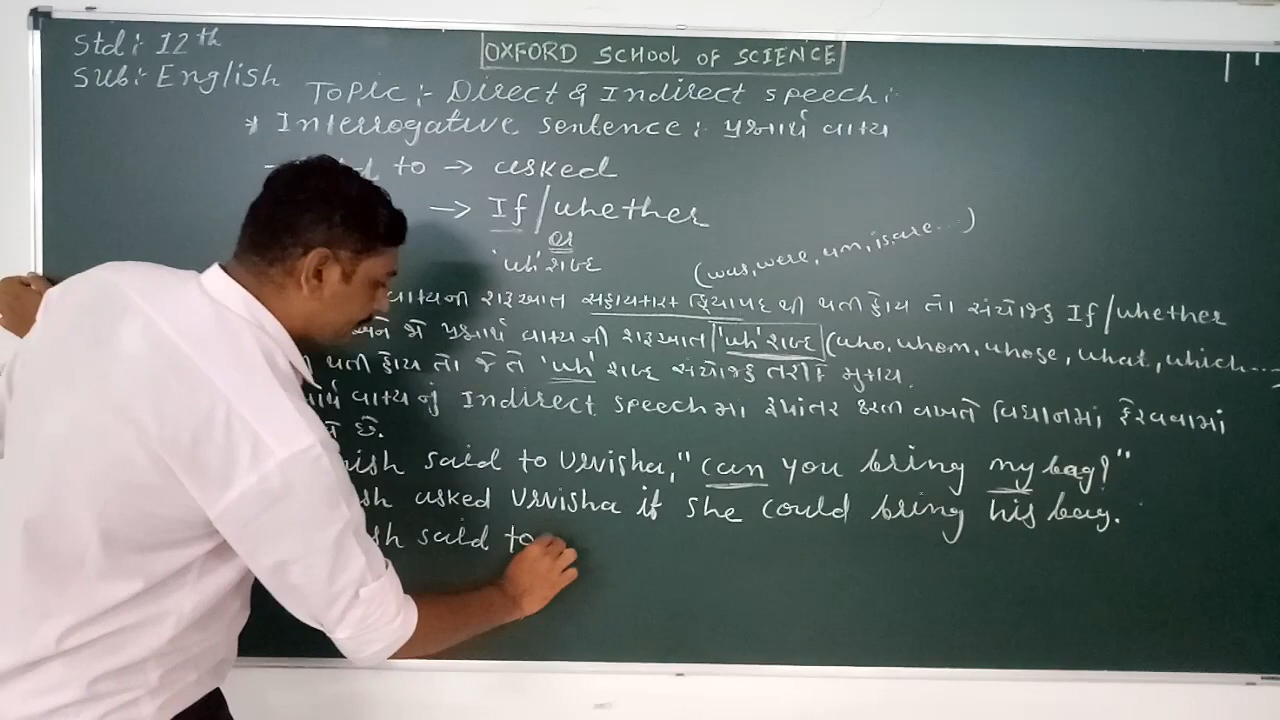 Std: 12th
Sub:- English
OXFORD SCHOOL OF SCIENCE
Topic:- Direct & Indirect speech:-
* Interrogative sentence: પ્રશ્નાર્થ વાક્ય
to → asked
→ If/whether
or
'wh' શબ્દ
(was, were, am, is, are...)
વાક્યની શરૂઆત સહાયકારક ક્રિયાપદ થી થતી હોય તો સંયોજક If/whether
અને જો પ્રશ્નાર્થ વાક્યની શરૂઆત 'wh' શબ્દ (who, whom, whose, what, which...
થતી હોય તો જે તે 'wh' શબ્દ સંયોજક તરીકે મુકાય.
વાક્યનું Indirect speech મા રૂપાંતર કરતી વખતે વિધાનમાં ફેરવવામાં
છે.
said to Urvisha, "can you bring my bag?"
asked Urvisha if she could bring his bag.
said to